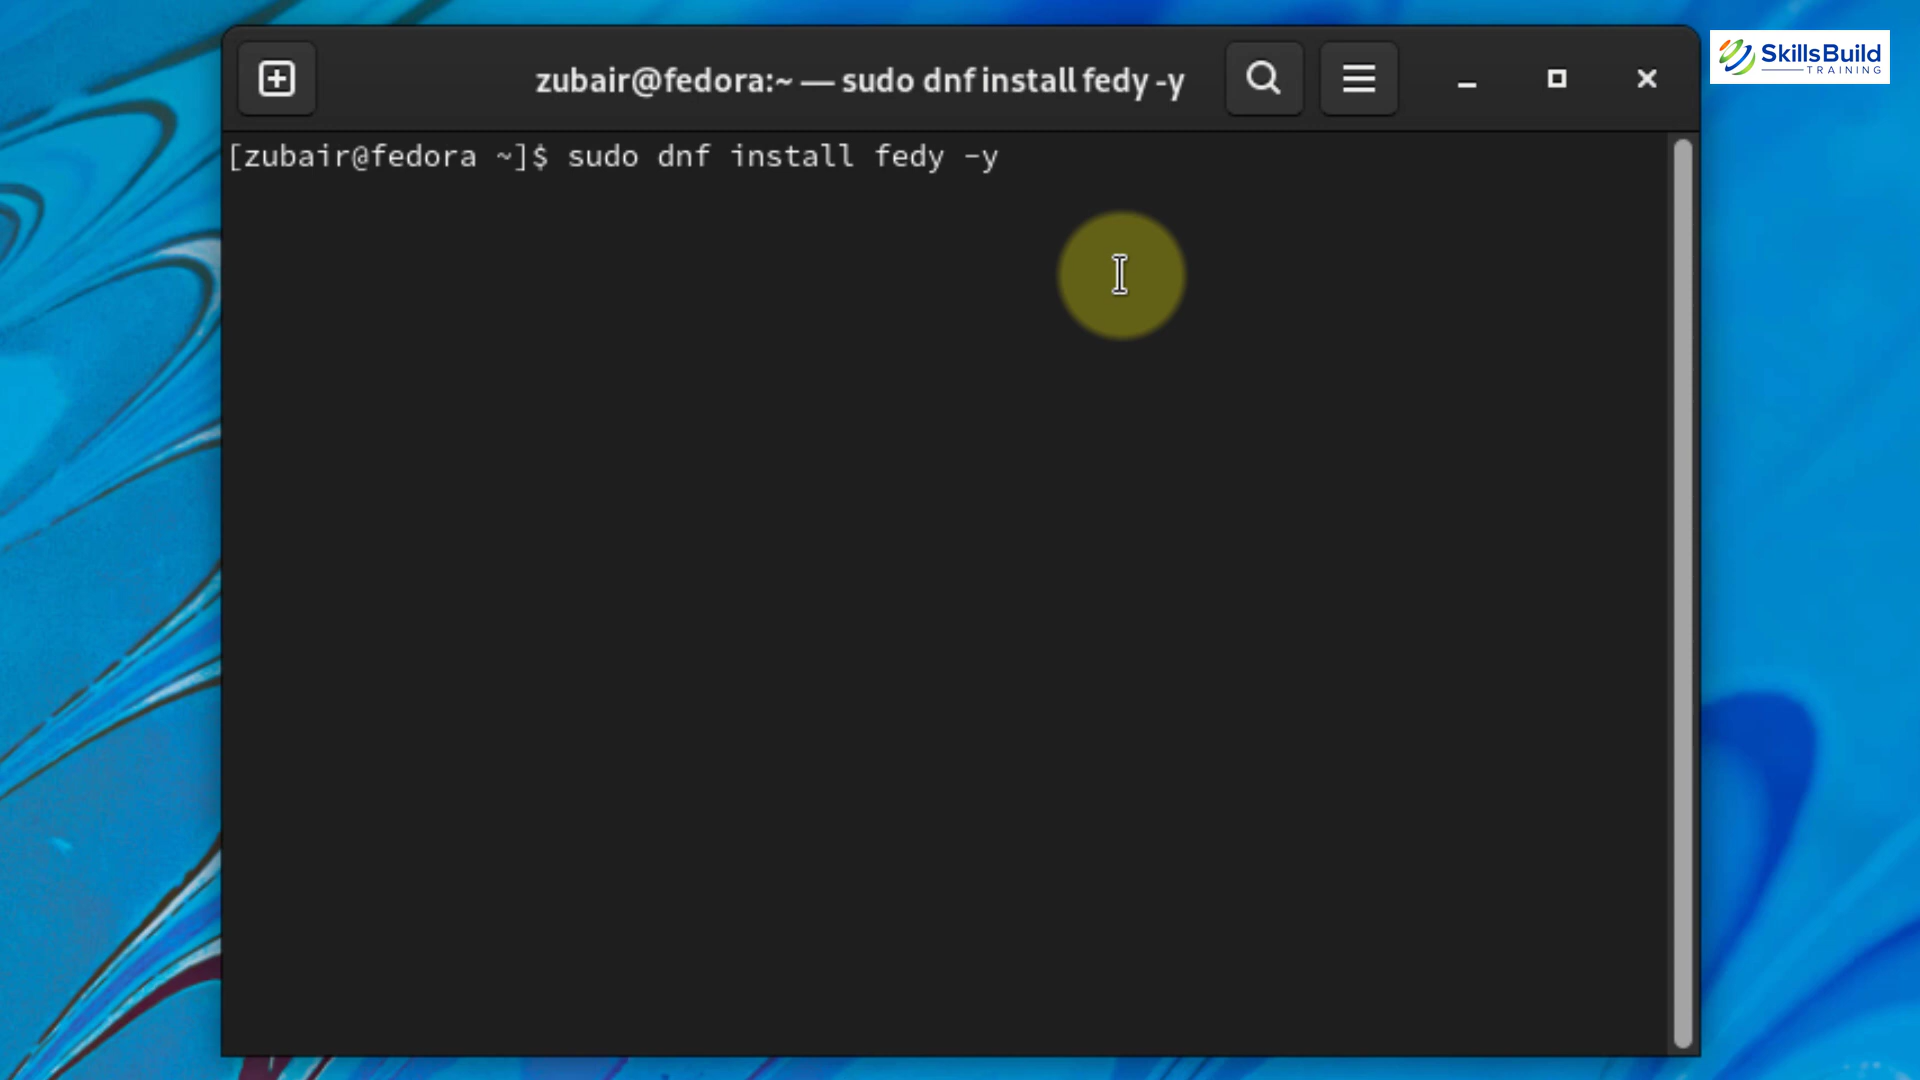 zubair@fedora:~ — sudo dnf install fedy -y
SkillsBuild
TRAINING
[zubair@fedora ~]$ sudo dnf install fedy -y